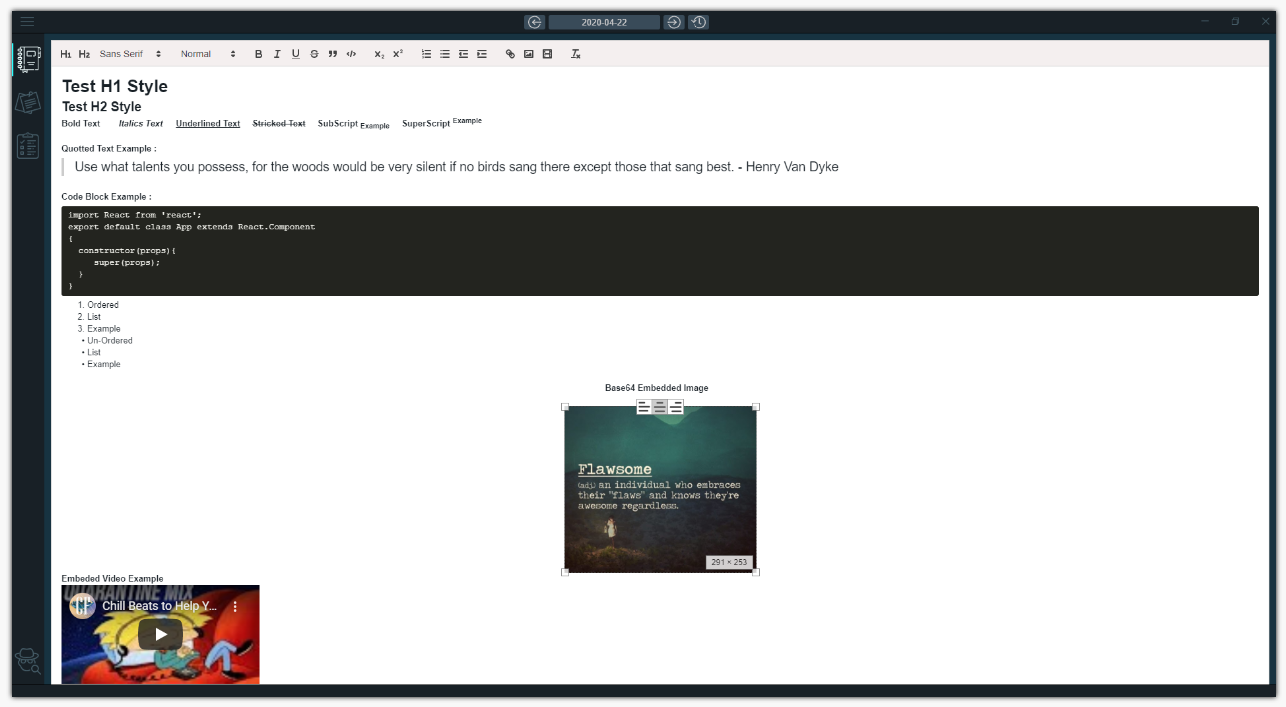 2020-04-22
H1 H2 Sans Serif Normal B I U S </> X2 X2
Test H1 Style
Test H2 Style
Bold Text Italics Text Underlined Text Stricked Text SubScript Example SuperScript Example
Quotted Text Example :
Use what talents you possess, for the woods would be very silent if no birds sang there except those that sang best. - Henry Van Dyke
Code Block Example :
import React from 'react';
export default class App extends React.Component
{
constructor(props){
super(props);
}
}
1. Ordered
2. List
3. Example
• Un-Ordered
• List
• Example
Base64 Embedded Image
Flawsome
(adj) an individual who embraces
their "flaws" and knows they're
awesome regardless.
291 × 253
Embeded Video Example
QUARANTINE MIX
Chill Beats to Help Y...